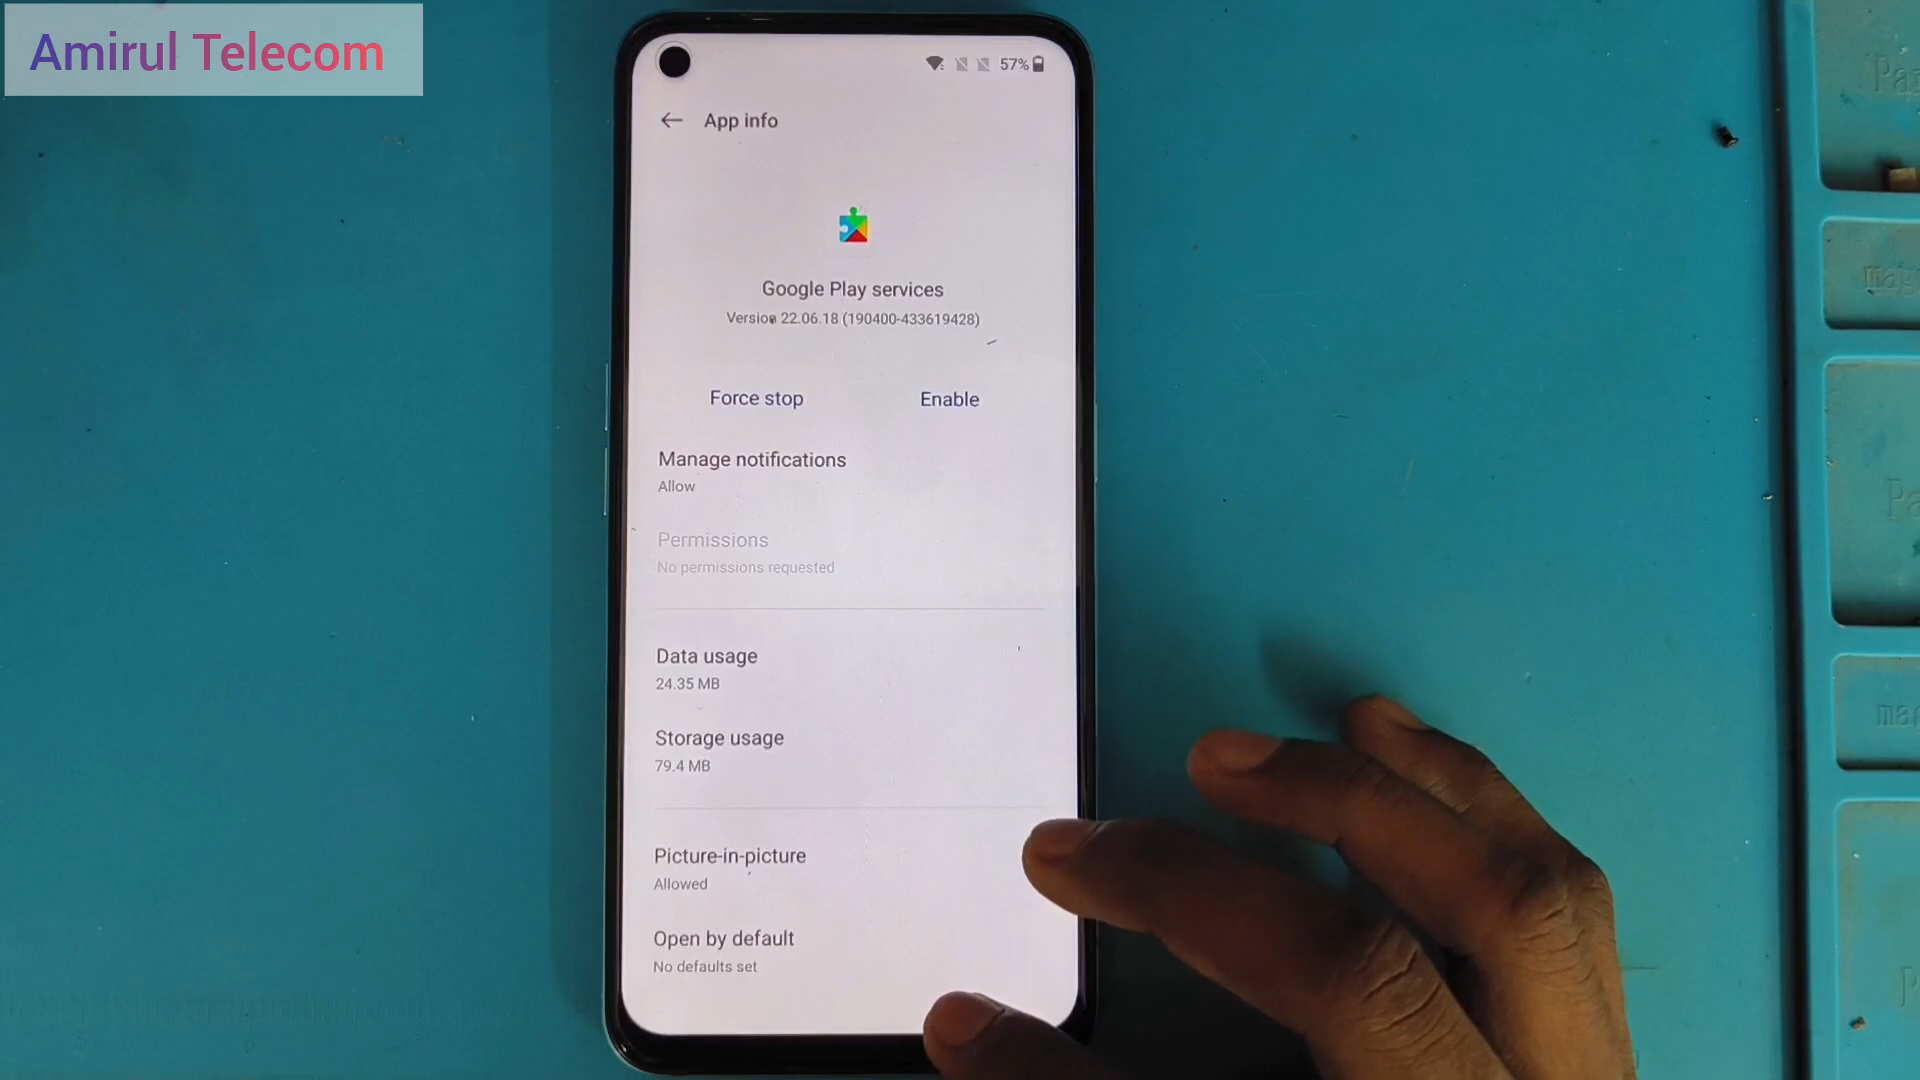 Amirul Telecom
57%
App info
Google Play services
Version 22.06.18 (190400-433619428)
Force stop
Enable
Manage notifications
Allow
Permissions
No permissions requested
Data usage
24.35 MB
Storage usage
79.4 MB
Picture-in-picture
Allowed
Open by default
No defaults set